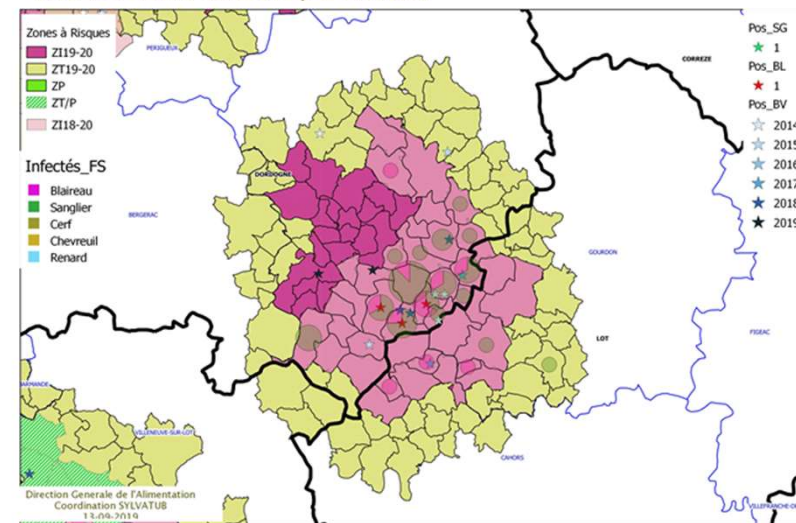 Zones à Risques
ZI19-20
ZT19-20
ZP
ZT/P
ZI18-20
Infectés_FS
Blaireau
Sanglier
Cerf
Chevreuil
Renard
PERIGUEUX
CORREZE
DORDOGNE
BERGERAC
GOURDON
LOT
FIGEAC
MARMANDE
VILLENEUVE-SUR-LOT
CAHORS
VILLEFRANCHE-DE
Pos_SG
1
Pos_BL
1
Pos_BV
2014
2015
2016
2017
2018
2019
Direction Generale de l'Alimentation
Coordination SYLVATUB
13-09-2019